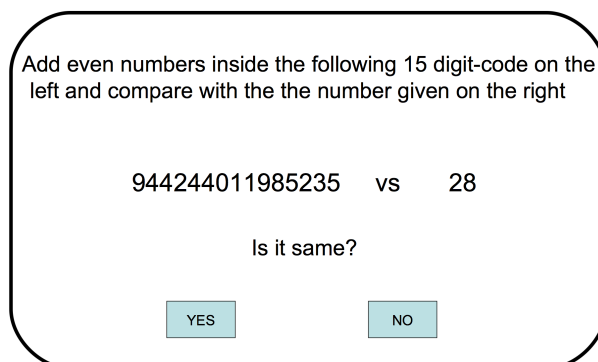 Add even numbers inside the following 15 digit-code on the
left and compare with the the number given on the right
944244011985235 vs 28
Is it same?
YES NO